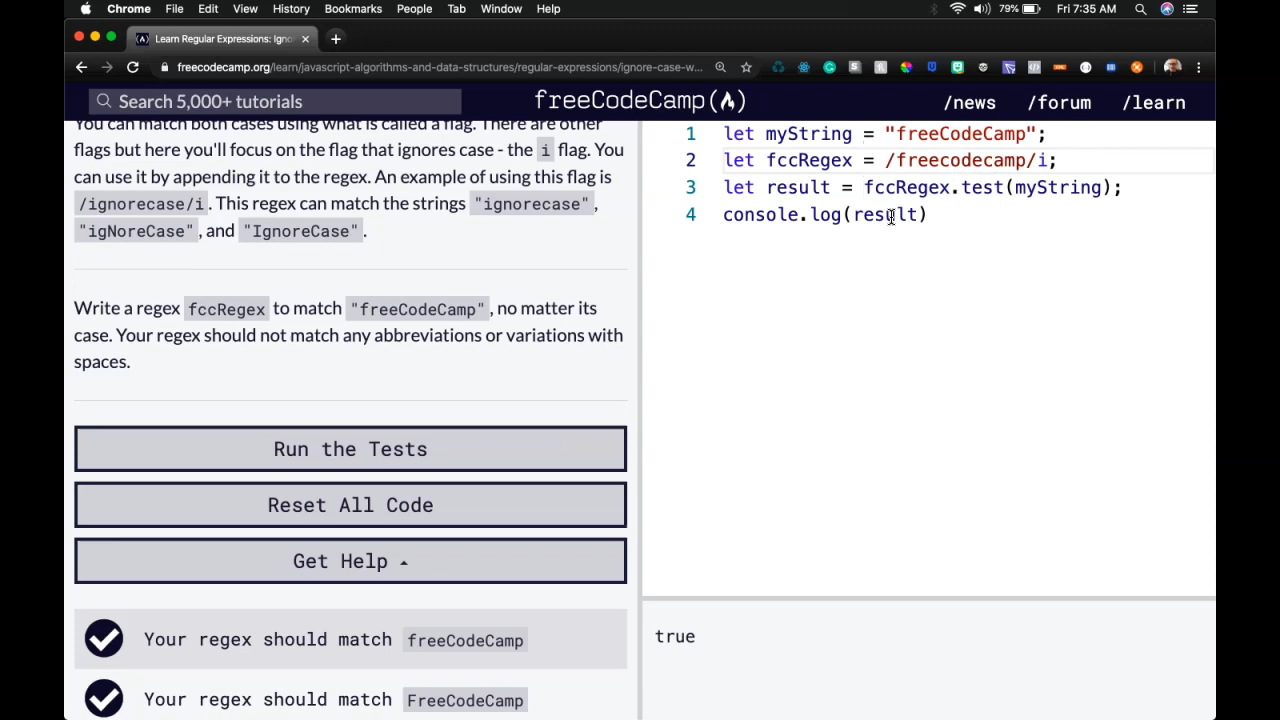 Chrome File Edit View History Bookmarks People Tab Window Help 79% Fri 7:35 AM
Learn Regular Expressions: Igno
freecodecamp.org/learn/javascript-algorithms-and-data-structures/regular-expressions/ignore-case-w...
Search 5,000+ tutorials freeCodeCamp /news /forum /learn
You can match both cases using what is called a flag. There are other
flags but here you'll focus on the flag that ignores case - the i flag. You
can use it by appending it to the regex. An example of using this flag is
/ignorecase/i. This regex can match the strings "ignorecase",
"igNoreCase", and "IgnoreCase".
Write a regex fccRegex to match "freeCodeCamp", no matter its
case. Your regex should not match any abbreviations or variations with
spaces.
Run the Tests
Reset All Code
Get Help
Your regex should match freeCodeCamp
Your regex should match FreeCodeCamp
1 let myString = "freeCodeCamp";
2 let fccRegex = /freecodecamp/i;
3 let result = fccRegex.test(myString);
4 console.log(result)
true